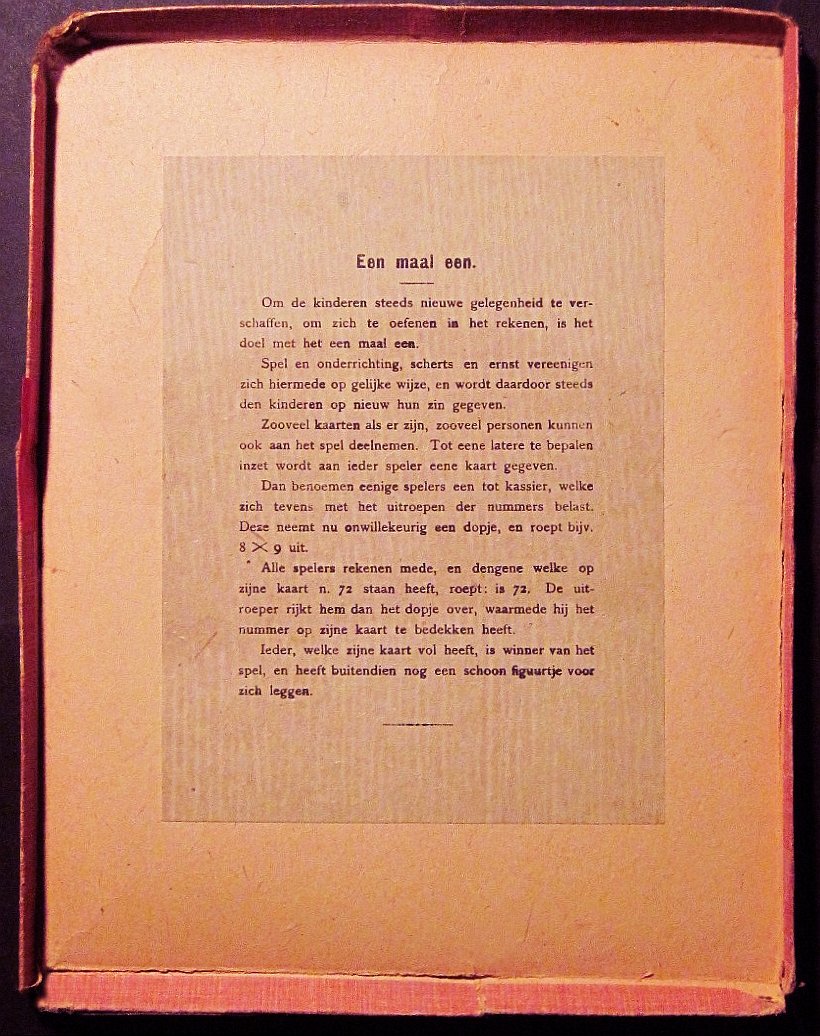 Een maal een.
Om de kinderen steeds nieuwe gelegenheid te ver-
schaffen, om zich te oefenen in het rekenen, is het
doel met het een maal een.
Spel en onderrichting, scherts en ernst vereenigen
zich hiermede op gelijke wijze, en wordt daardoor steeds
den kinderen op nieuw hun zin gegeven.
Zooveel kaarten als er zijn, zooveel personen kunnen
ook aan het spel deelnemen. Tot eene latere te bepalen
inzet wordt aan ieder speler eene kaart gegeven.
Dan benoemen eenige spelers een tot kassier, welke
zich tevens met het uitroepen der nummers belast.
Deze neemt nu onwillekeurig een dopje, en roept bijv.
8 × 9 uit.
Alle spelers rekenen mede, en dengene welke op
zijne kaart n. 72 staan heeft, roept: is 72. De uit-
roeper rijkt hem dan het dopje over, waarmede hij het
nummer op zijne kaart te bedekken heeft.
Ieder, welke zijne kaart vol heeft, is winner van het
spel, en heeft buitendien nog een schoon figuurtje voor
zich leggen.